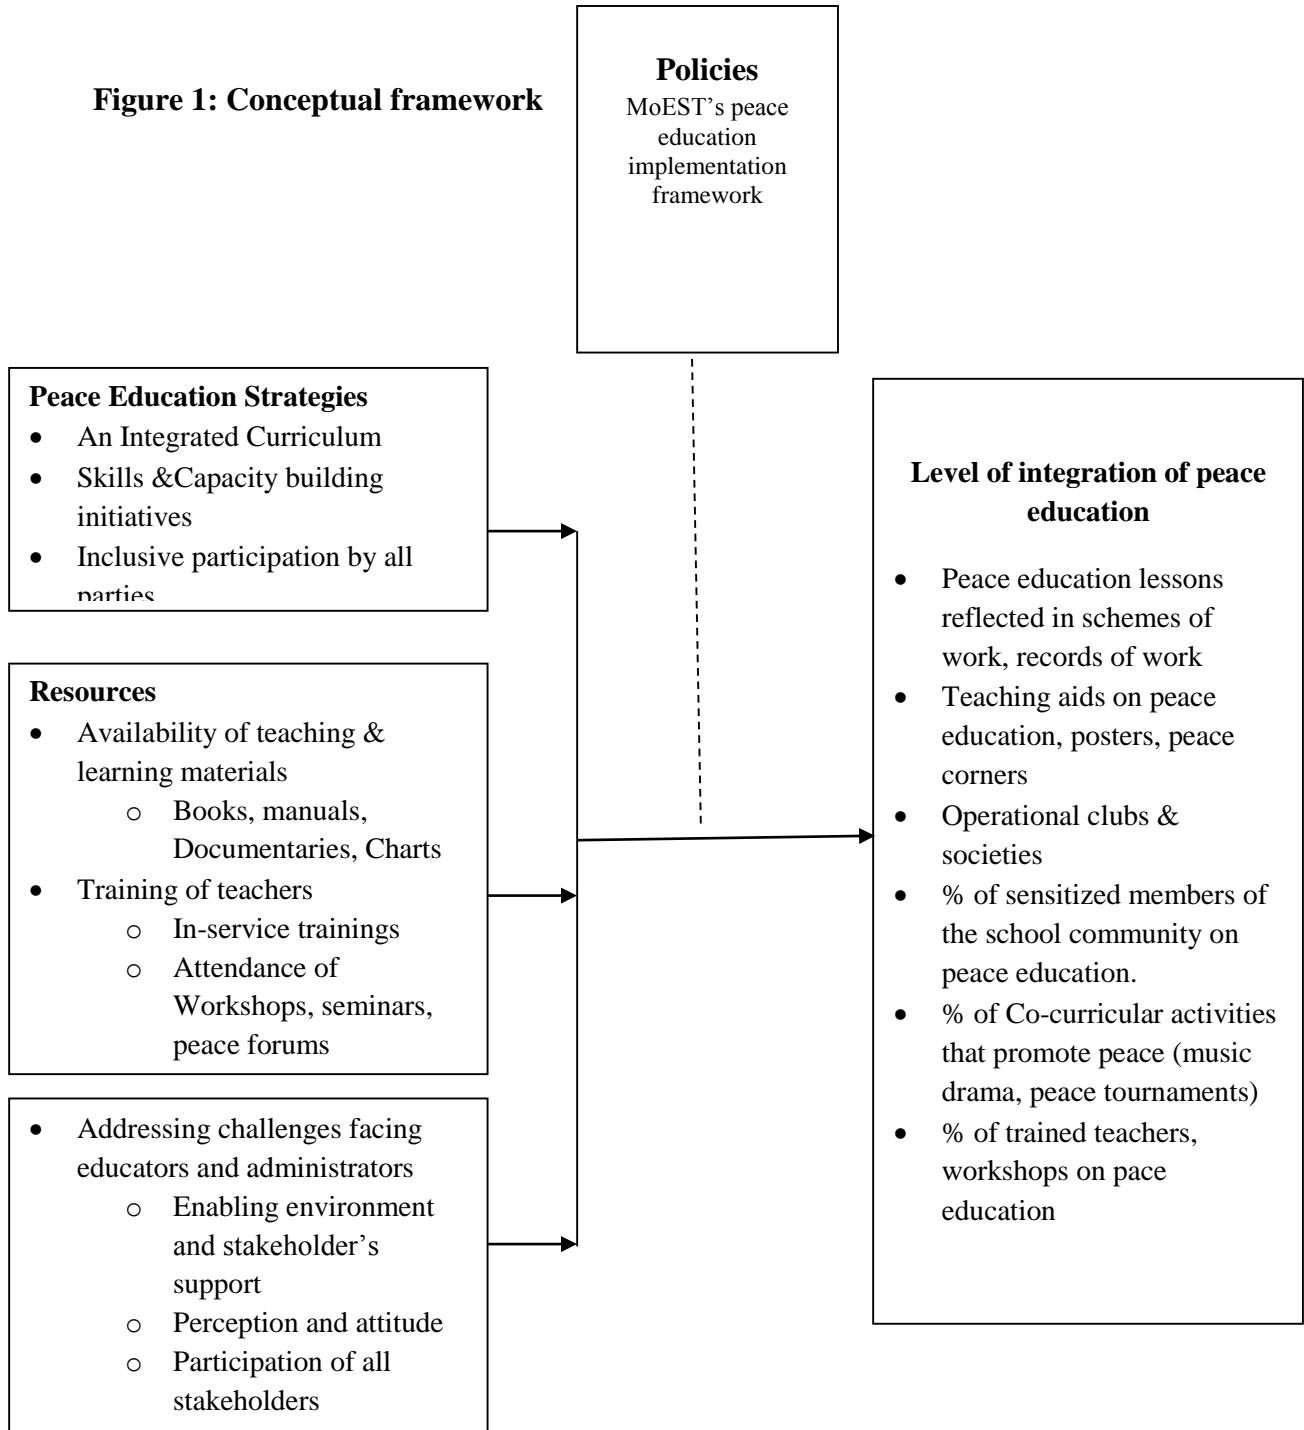 Figure 1: Conceptual framework
Policies
MoEST’s peace
education
implementation
framework
Peace Education Strategies
• An Integrated Curriculum
• Skills &Capacity building
initiatives
• Inclusive participation by all
parties
Resources
• Availability of teaching &
learning materials
o Books, manuals,
Documentaries, Charts
• Training of teachers
o In-service trainings
o Attendance of
Workshops, seminars,
peace forums
• Addressing challenges facing
educators and administrators
o Enabling environment
and stakeholder’s
support
o Perception and attitude
o Participation of all
stakeholders
Level of integration of peace
education
• Peace education lessons
reflected in schemes of
work, records of work
• Teaching aids on peace
education, posters, peace
corners
• Operational clubs &
societies
• % of sensitized members of
the school community on
peace education.
• % of Co-curricular activities
that promote peace (music
drama, peace tournaments)
• % of trained teachers,
workshops on pace
education